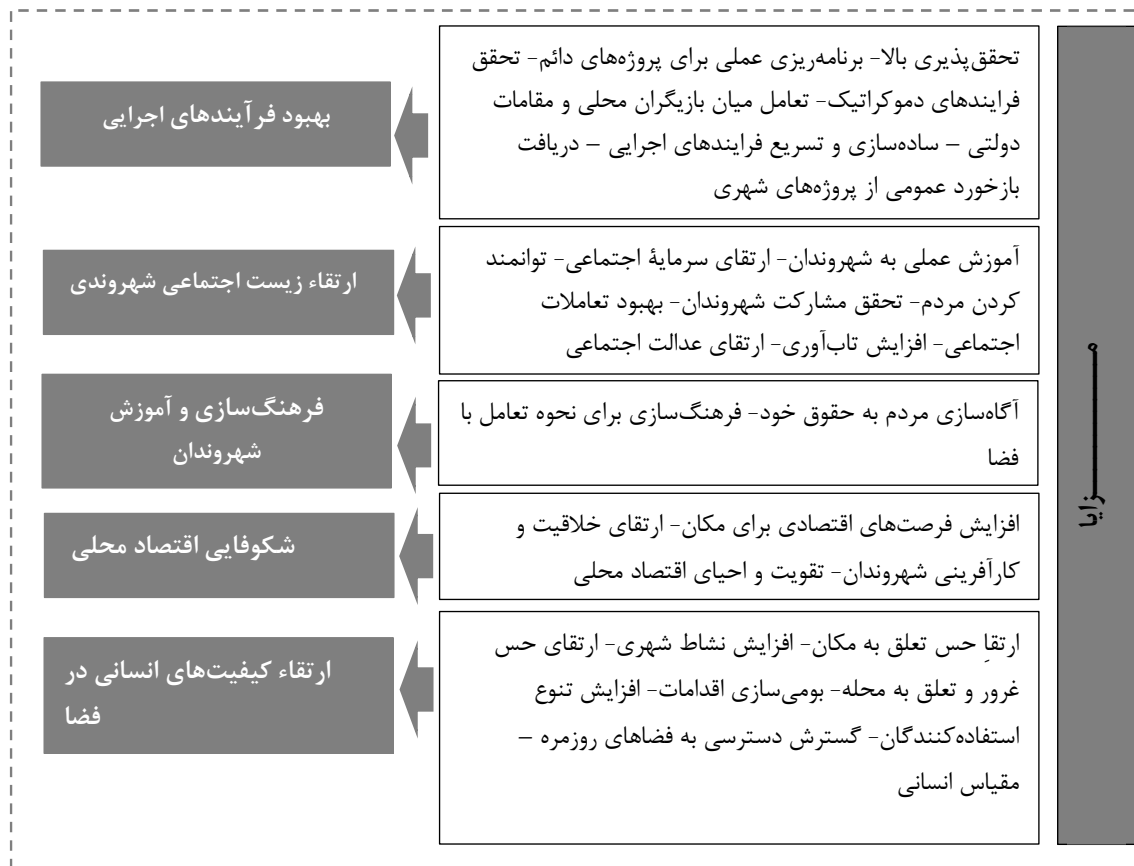 مــــــــزایا
تحقق‌پذیری بالا- برنامه‌ریزی عملی برای پروژه‌های دائم- تحقق
فرایندهای دموکراتیک- تعامل میان بازیگران محلی و مقامات
دولتی – ساده‌سازی و تسریع فرایندهای اجرایی – دریافت
بازخورد عمومی از پروژه‌های شهری
بهبود فرآیندهای اجرایی
آموزش عملی به شهروندان- ارتقای سرمایۀ اجتماعی- توانمند
کردن مردم- تحقق مشارکت شهروندان- بهبود تعاملات
اجتماعی- افزایش تاب‌آوری- ارتقای عدالت اجتماعی
ارتقاء زیست اجتماعی شهروندی
آگاه‌سازی مردم به حقوق خود- فرهنگ‌سازی برای نحوه تعامل با
فضا
فرهنگ‌سازی و آموزش
شهروندان
افزایش فرصت‌های اقتصادی برای مکان- ارتقای خلاقیت و
کارآفرینی شهروندان- تقویت و احیای اقتصاد محلی
شکوفایی اقتصاد محلی
ارتقاِ حس تعلق به مکان- افزایش نشاط شهری- ارتقای حس
غرور و تعلق به محله- بومی‌سازی اقدامات- افزایش تنوع
استفاده‌کنندگان- گسترش دسترسی به فضاهای روزمره –
مقیاس انسانی
ارتقاء کیفیت‌های انسانی در
فضا